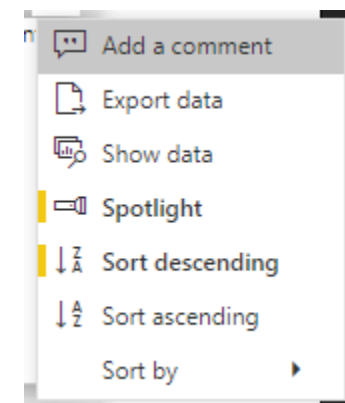 Add a comment
Export data
Show data
Spotlight
Sort descending
Sort ascending
Sort by